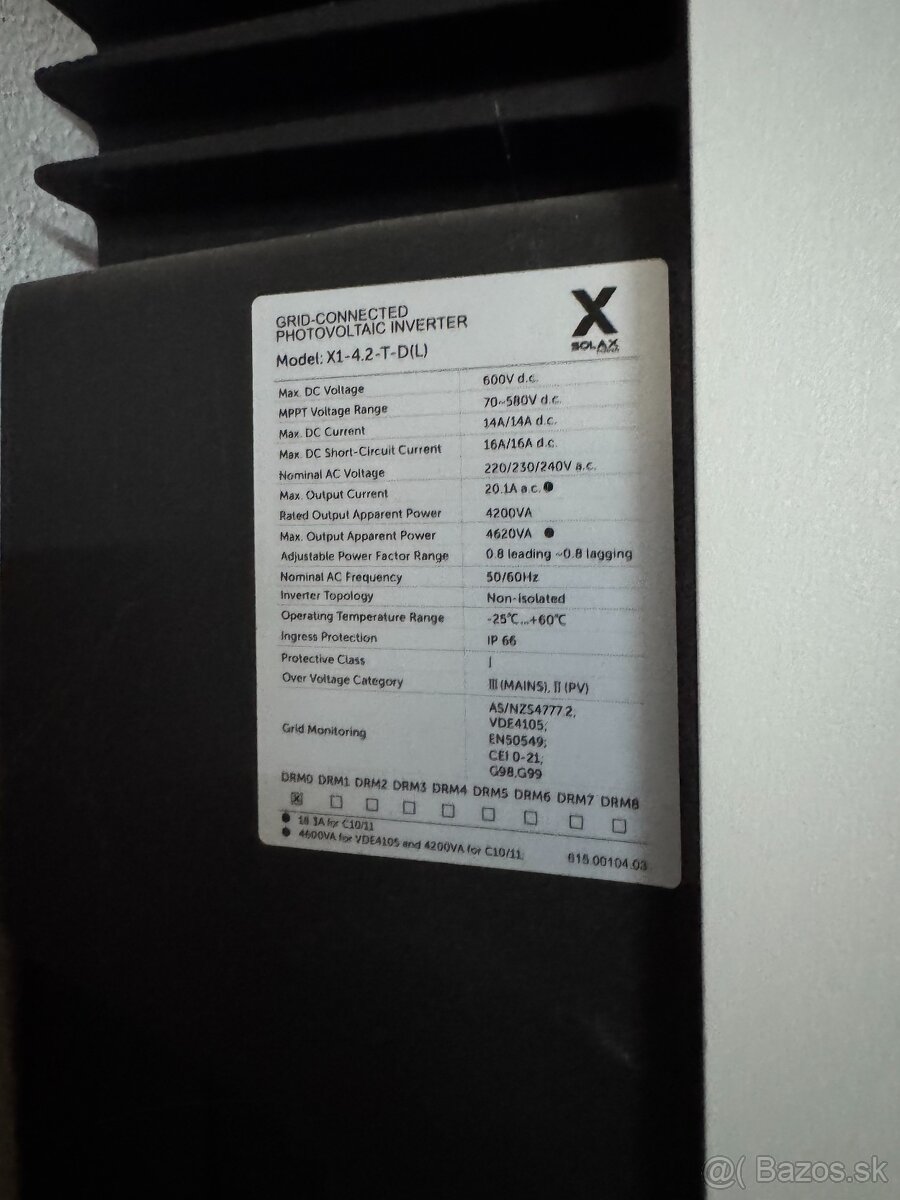 GRID-CONNECTED
PHOTOVOLTAIC INVERTER
Model: X1-4.2-T-D(L)
X
SOLAX
POWER
Max. DC Voltage 600V d.c.
MPPT Voltage Range 70~580V d.c.
Max. DC Current 14A/14A d.c.
Max. DC Short-Circuit Current 16A/16A d.c.
Nominal AC Voltage 220/230/240V a.c.
Max. Output Current 20.1A a.c.●
Rated Output Apparent Power 4200VA
Max. Output Apparent Power 4620VA ●
Adjustable Power Factor Range 0.8 leading ~0.8 lagging
Nominal AC Frequency 50/60Hz
Inverter Topology Non-isolated
Operating Temperature Range -25℃...+60℃
Ingress Protection IP 66
Protective Class I
Over Voltage Category III (MAINS), II (PV)
Grid Monitoring AS/NZS4777.2,
VDE4105;
EN50549;
CEI 0-21;
G98,G99
DRM0 DRM1 DRM2 DRM3 DRM4 DRM5 DRM6 DRM7 DRM8
☒ ☐ ☐ ☐ ☐ ☐ ☐ ☐ ☐
● 18.3A for C10/11
● 4600VA for VDE4105 and 4200VA for C10/11 618.00104.03
@( Bazos.sk